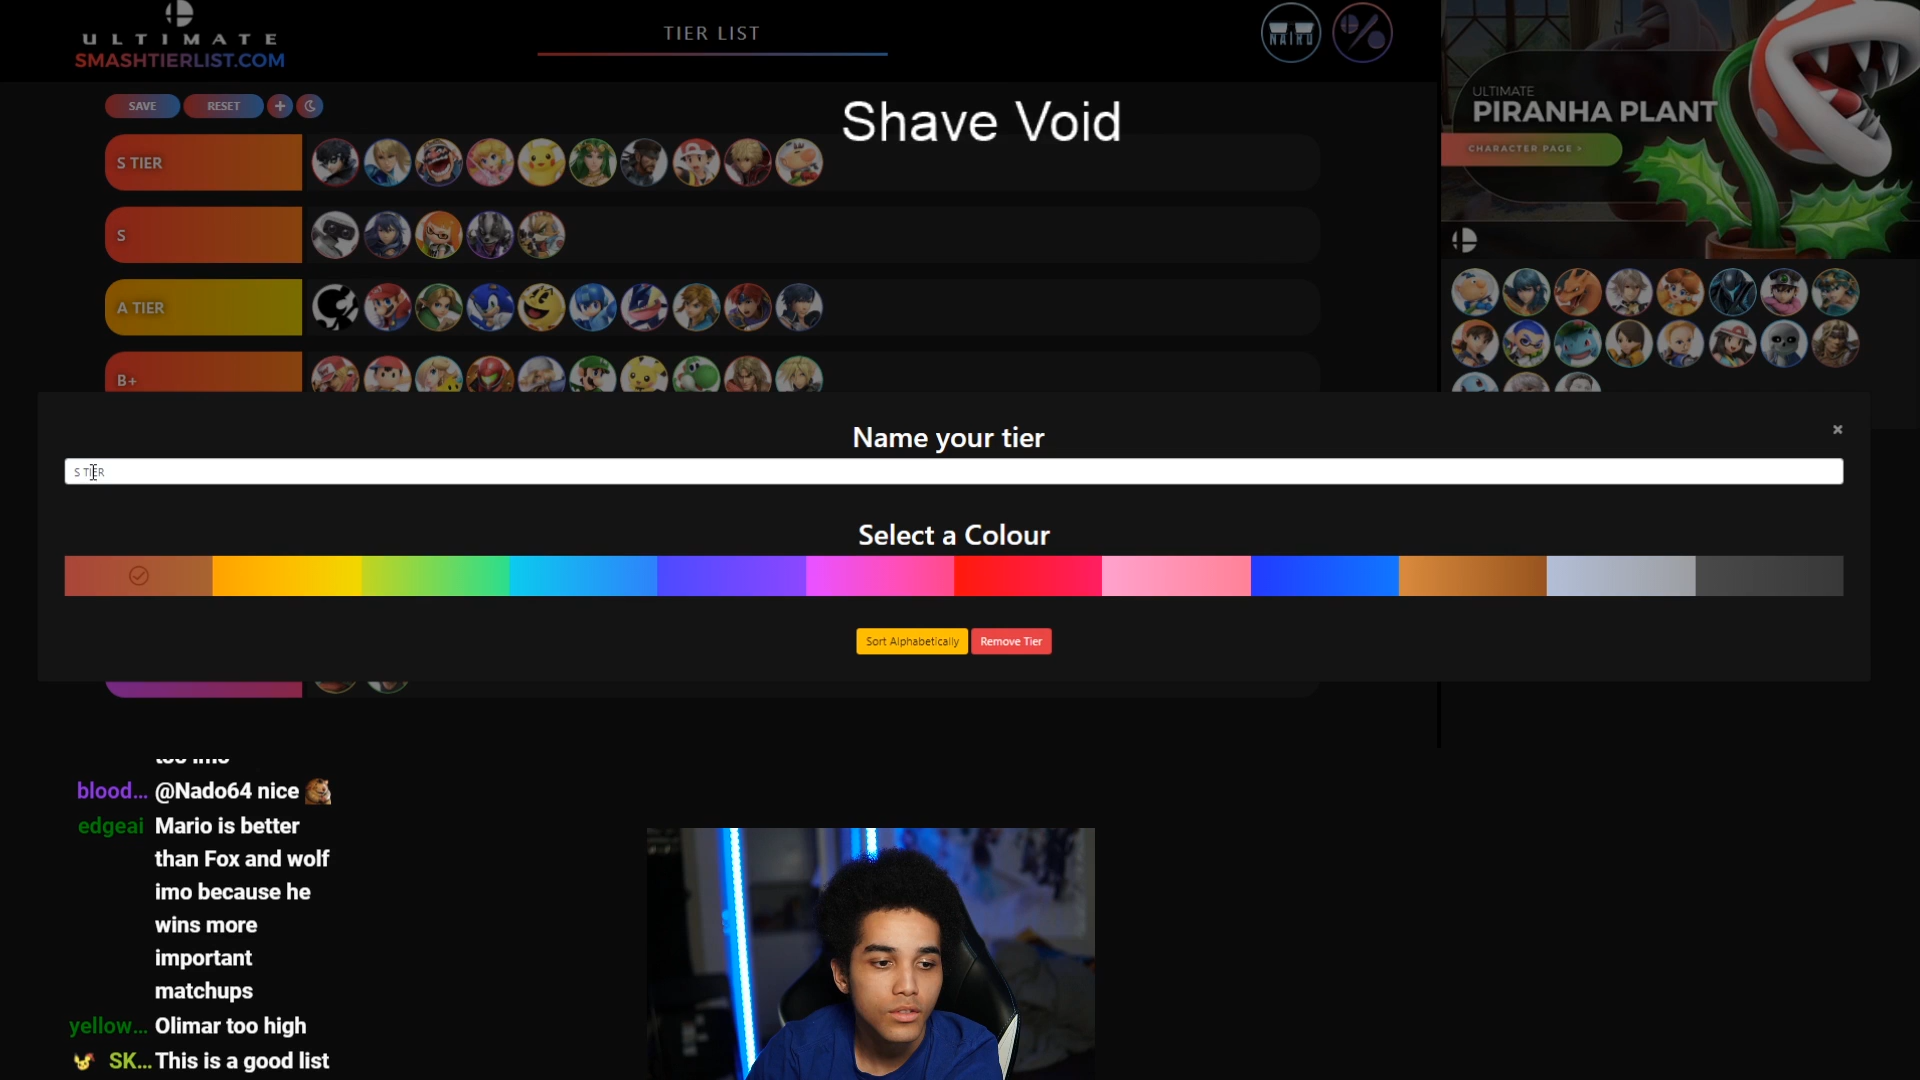 ULTIMATE
SMASHTIERLIST.COM
TIER LIST
NAIRO
ULTIMATE
PIRANHA PLANT
CHARACTER PAGE >
SAVE
RESET
+
Shave Void
S TIER
S
A TIER
B+
Name your tier
×
S TIER
Select a Colour
Sort Alphabetically
Remove Tier
too imo
blood... @Nado64 nice
edgeai Mario is better
than Fox and wolf
imo because he
wins more
important
matchups
yellow... Olimar too high
SK... This is a good list